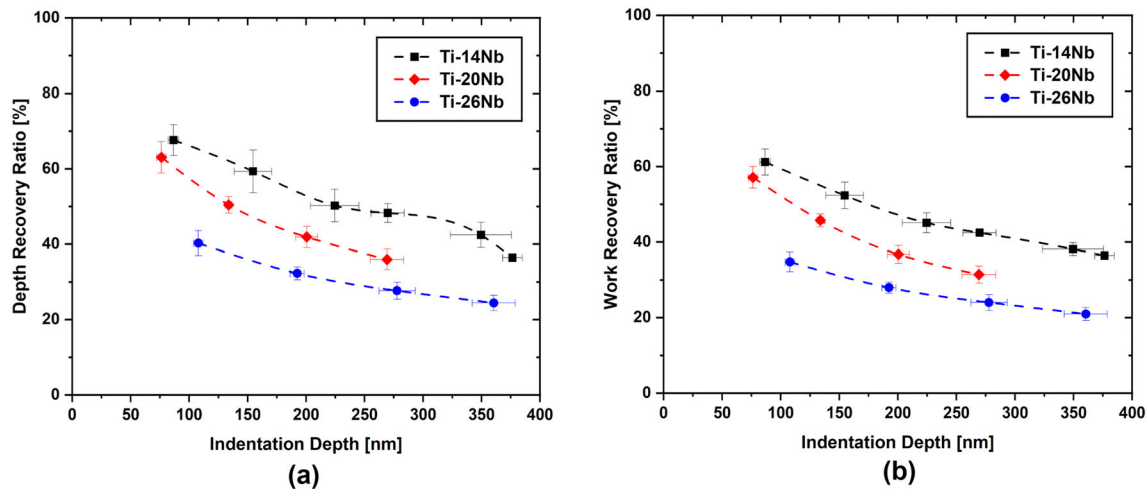 100
80
60
40
20
0
Depth Recovery Ratio [%]
Ti-14Nb
Ti-20Nb
Ti-26Nb
0 50 100 150 200 250 300 350 400
Indentation Depth [nm]
(a)
100
80
60
40
20
0
Work Recovery Ratio [%]
Ti-14Nb
Ti-20Nb
Ti-26Nb
0 50 100 150 200 250 300 350 400
Indentation Depth [nm]
(b)